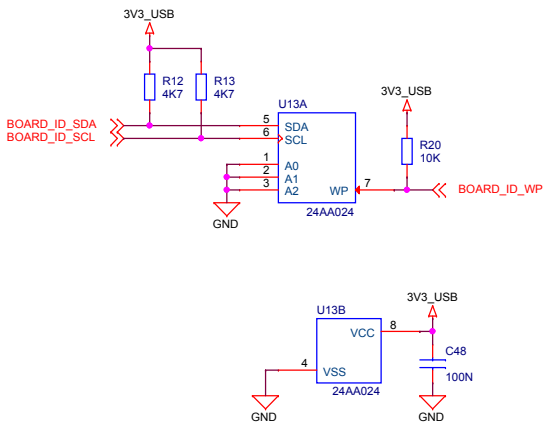 3V3_USB
R12
4K7
R13
4K7
BOARD_ID_SDA
BOARD_ID_SCL
U13A
5
6
SDA
SCL
1
2
3
A0
A1
A2
WP
7
24AA024
GND
3V3_USB
R20
10K
BOARD_ID_WP
U13B
VCC
8
4
VSS
24AA024
GND
3V3_USB
C48
100N
GND